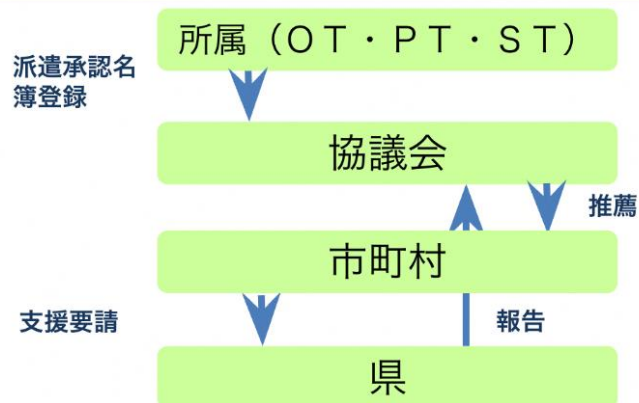 所属（ＯＴ・ＰＴ・ＳＴ）
派遣承認名
簿登録
協議会
推薦
市町村
支援要請
報告
県